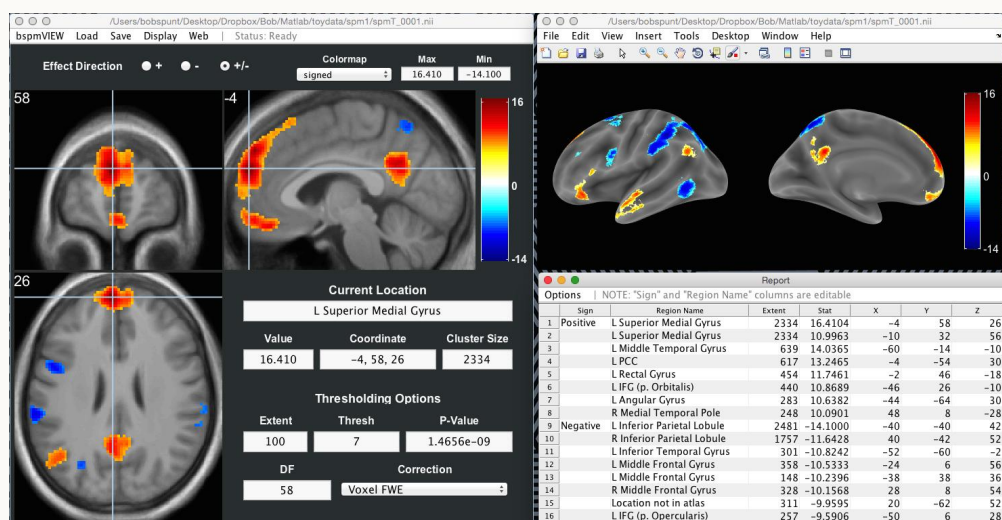 /Users/bobspunt/Desktop/Dropbox/Bob/Matlab/toydata/spm1/spmT_0001.nii
bspmVIEW Load Save Display Web | Status: Ready
Effect Direction + - +/-
Colormap Max Min
signed 16.410 -14.100
58
-4
16
0
-14
26
Current Location
L Superior Medial Gyrus
Value Coordinate Cluster Size
16.410 -4, 58, 26 2334
Thresholding Options
Extent Thresh P-Value
100 7 1.4656e-09
DF Correction
58 Voxel FWE
/Users/bobspunt/Desktop/Dropbox/Bob/Matlab/toydata/spm1/spmT_0001.nii
File Edit View Insert Tools Desktop Window Help
16
0
-14
Report
Options | NOTE: "Sign" and "Region Name" columns are editable
Sign Region Name Extent Stat X Y Z
1 Positive L Superior Medial Gyrus 2334 16.4104 -4 58 26
2 L Superior Medial Gyrus 2334 10.9963 -10 32 56
3 L Middle Temporal Gyrus 639 14.0365 -60 -14 -10
4 L PCC 617 13.2465 -4 -54 30
5 L Rectal Gyrus 454 11.7461 -2 46 -18
6 L IFG (p. Orbitalis) 440 10.8689 -46 26 -10
7 L Angular Gyrus 283 10.6382 -44 -64 30
8 R Medial Temporal Pole 248 10.0901 48 8 -28
9 Negative L Inferior Parietal Lobule 2481 -14.1000 -40 -40 42
10 R Inferior Parietal Lobule 1757 -11.6428 40 -42 52
11 L Inferior Temporal Gyrus 301 -10.8242 -52 -60 -2
12 L Middle Frontal Gyrus 358 -10.5333 -24 6 56
13 L Middle Frontal Gyrus 148 -10.2396 -38 38 36
14 R Middle Frontal Gyrus 328 -10.1568 28 8 54
15 Location not in atlas 311 -9.9595 20 -62 52
16 L IFG (p. Opercularis) 257 -9.5906 -50 6 28